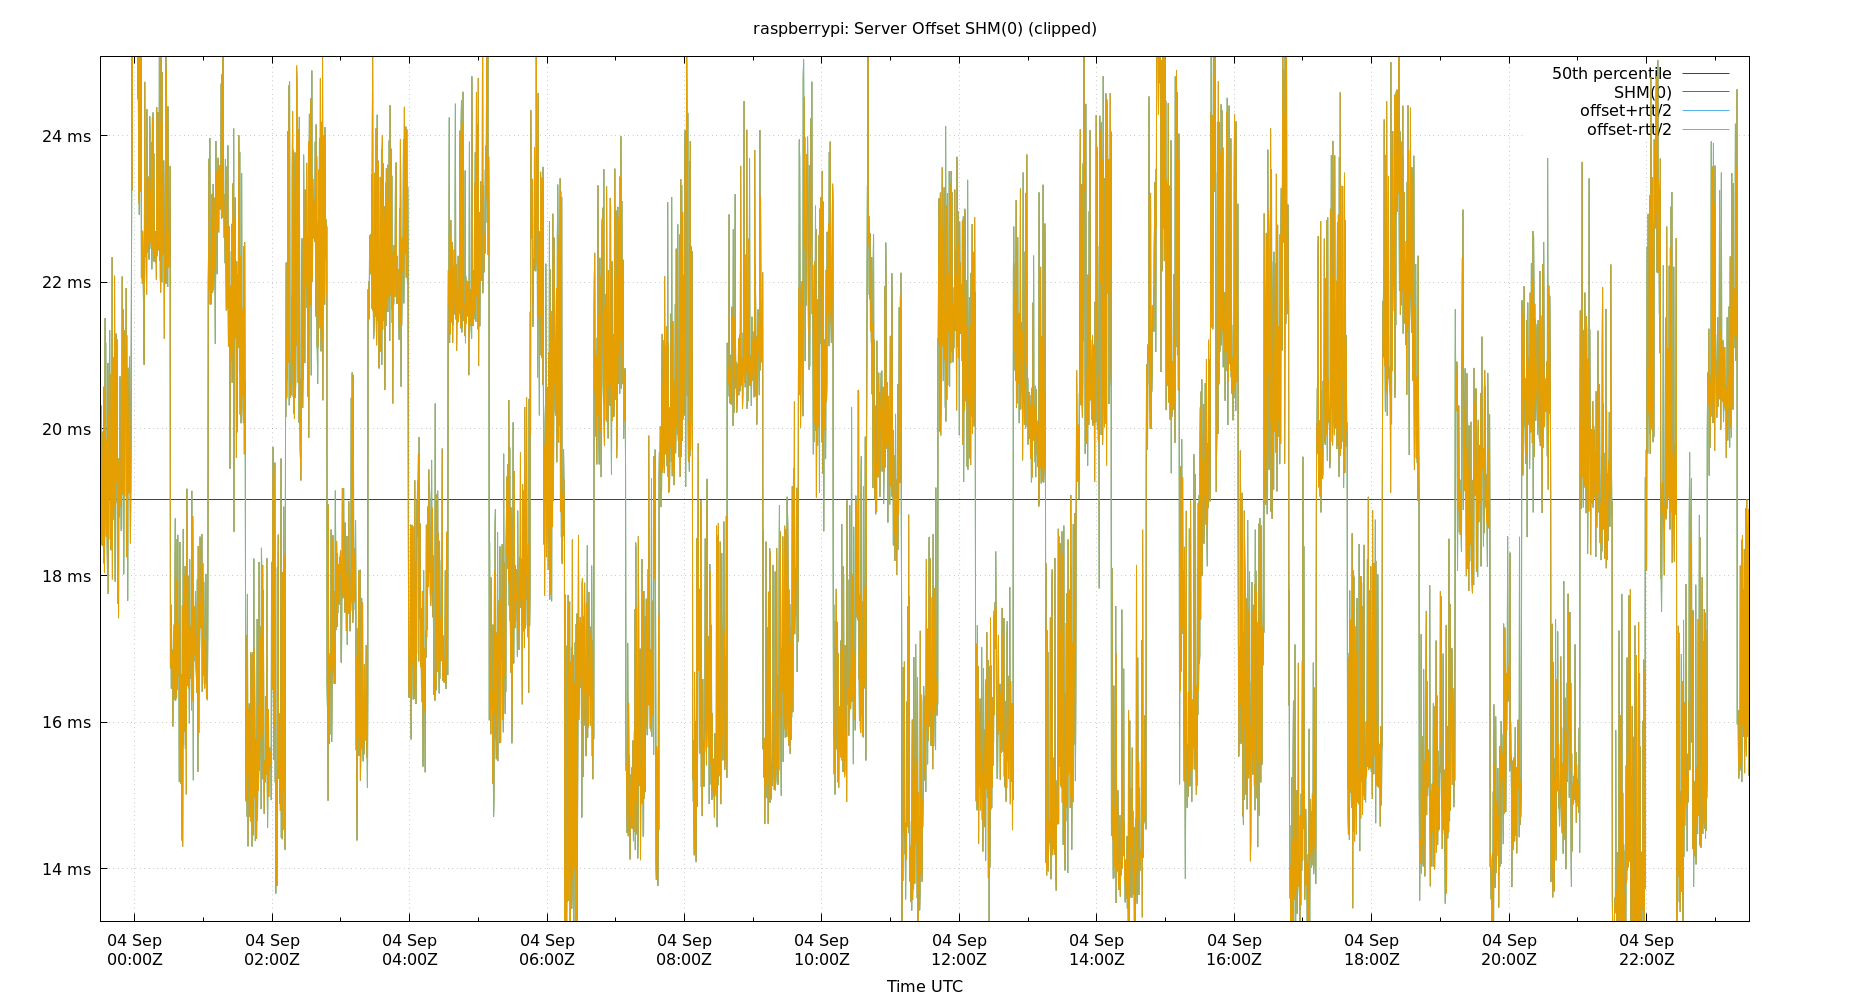 raspberrypi: Server Offset SHM(0) (clipped)
50th percentile
SHM(0)
offset+rtt/2
offset-rtt/2
24 ms
22 ms
20 ms
18 ms
16 ms
14 ms
04 Sep 04 Sep 04 Sep 04 Sep 04 Sep 04 Sep 04 Sep 04 Sep 04 Sep 04 Sep 04 Sep 04 Sep
00:00Z 02:00Z 04:00Z 06:00Z 08:00Z 10:00Z 12:00Z 14:00Z 16:00Z 18:00Z 20:00Z 22:00Z
Time UTC